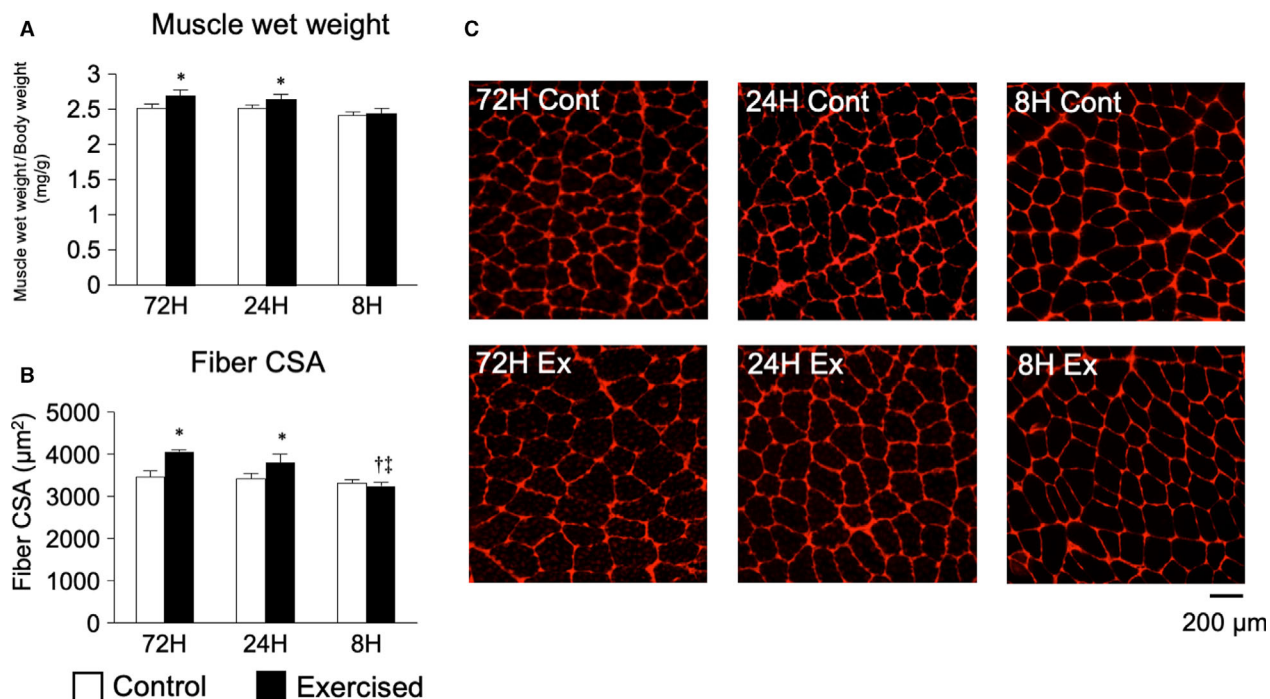 A
Muscle wet weight
Muscle wet weight/Body weight
(mg/g)
3
2.5
2
1.5
1
0.5
0
*
*
72H
24H
8H
B
Fiber CSA
Fiber CSA (µm²)
5000
4000
3000
2000
1000
0
*
*
†‡
72H
24H
8H
Control
Exercised
C
72H Cont
24H Cont
8H Cont
72H Ex
24H Ex
8H Ex
200 µm